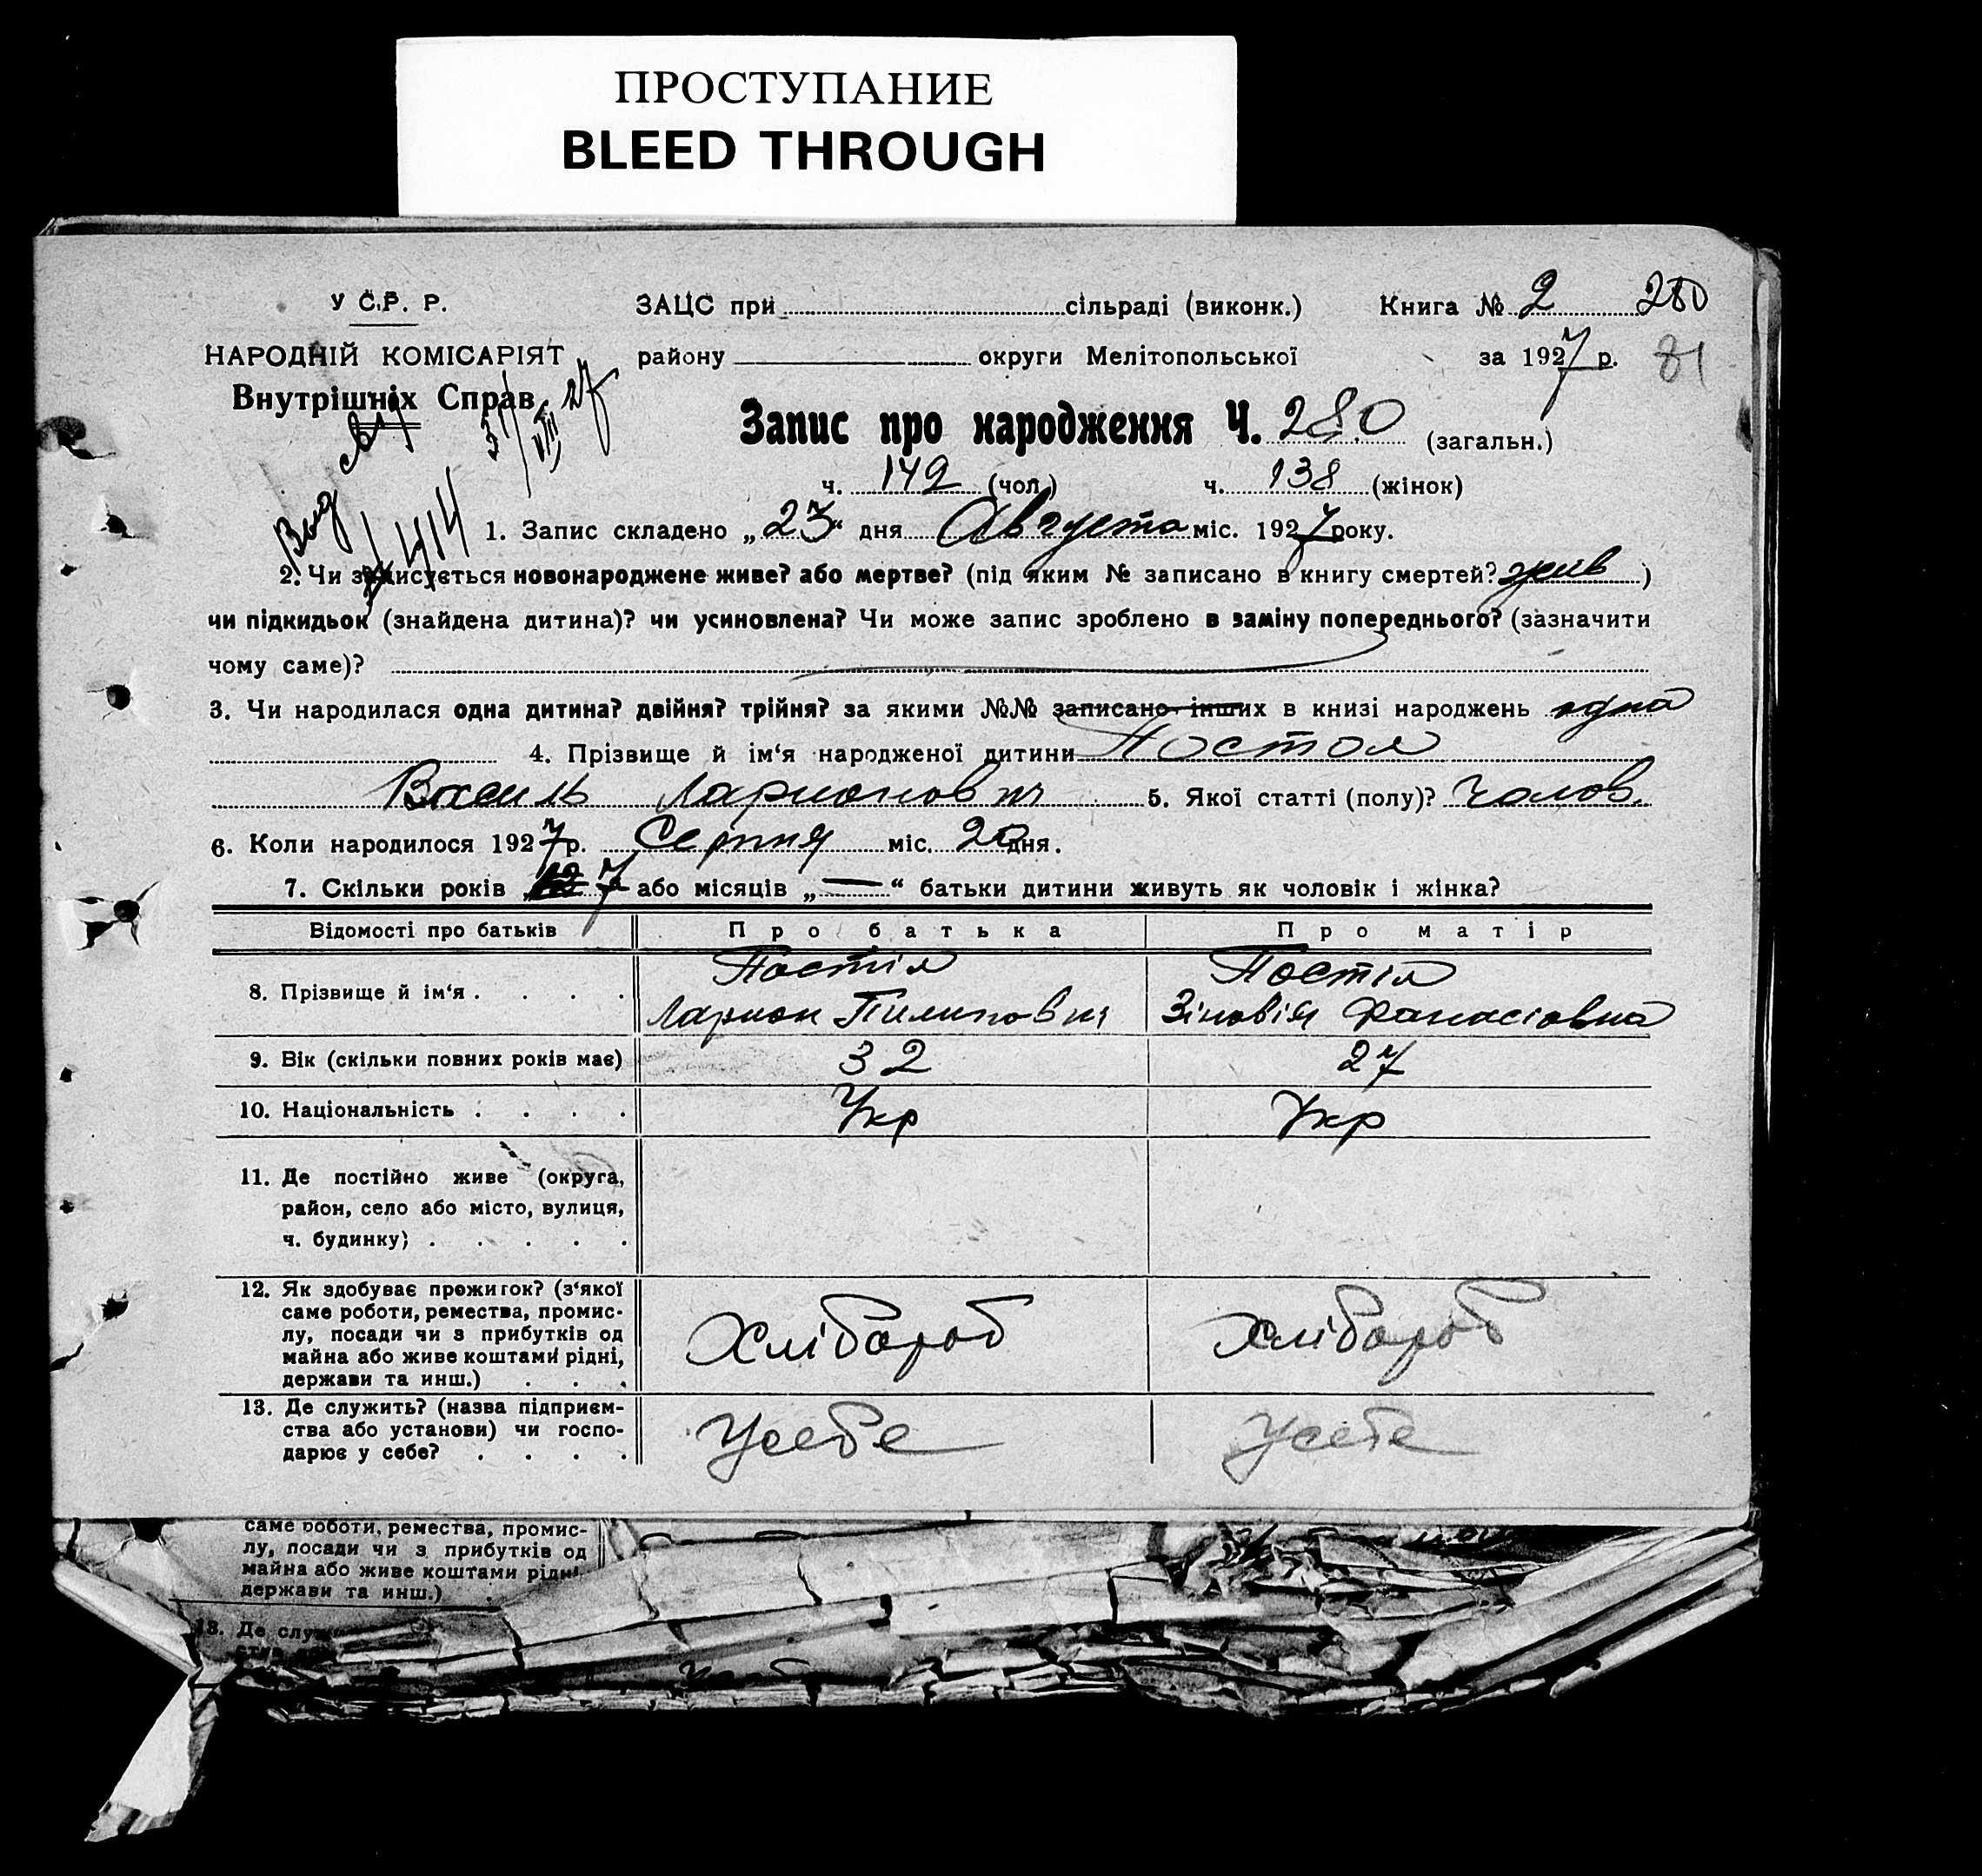 ПРОСТУПАНИЕ
BLEED THROUGH
У С.Р. Р.
ЗАЦС при сільраді (виконк.) Книга № 2 280
НАРОДНІЙ КОМІСАРІЯТ району округи Мелітопольської за 1927 р. 81
Внутрішніх Справ
Запис про народження Ч. 280 (загальн.)
ч. 142 (чол.) ч. 138 (жінок)
Выд
414 31/VIII 27
1. Запис складено „23“ дня Августа міс. 1927 року.
2. Чи записується новонароджене живе? або мертве? (під яким № записано в книгу смертей? жив)
чи підкидьок (знайдена дитина)? чи усиновлена? Чи може запис зроблено в заміну попереднього? (зазначити
чому саме)?
3. Чи народилася одна дитина? двійня? трійня? за якими №№ записано інших в книзі народжень одна
4. Прізвище й ім‘я народженої дитини Постол
Василь Ларионович 5. Якої статті (полу)? Чолов.
6. Коли народилося 1927 р. Серпня міс. 20 дня.
7. Скільки років „7 або місяців „—“ батьки дитини живуть як чоловік і жінка?
Відомості про батьків Про батька Про матір
8. Прізвище й ім‘я . . . . Постіл Постіл
Ларион Пилипович Зіновія Фанасіовна
9. Вік (скільки повних років має) 32 27
10. Національність . . . . Укр Укр
11. Де постійно живе (округа,
район, село або місто, вулиця,
ч. будинку) . . . . .
12. Як здобуває прожиток? (з‘якої
саме роботи, ремества, промис-
лу, посади чи з прибутків од
майна або живе коштами рідні,
держави та инш.) . . .
Хлібороб Хлібороб
13. Де служить? (назва підприєм-
ства або установи) чи госпо-
дарює у себе? . . . .
Усебе Усебе
саме роботи, ремества, промис-
лу, посади чи з прибутків од
майна або живе коштами рідні,
держави та инш.) .
13. Де